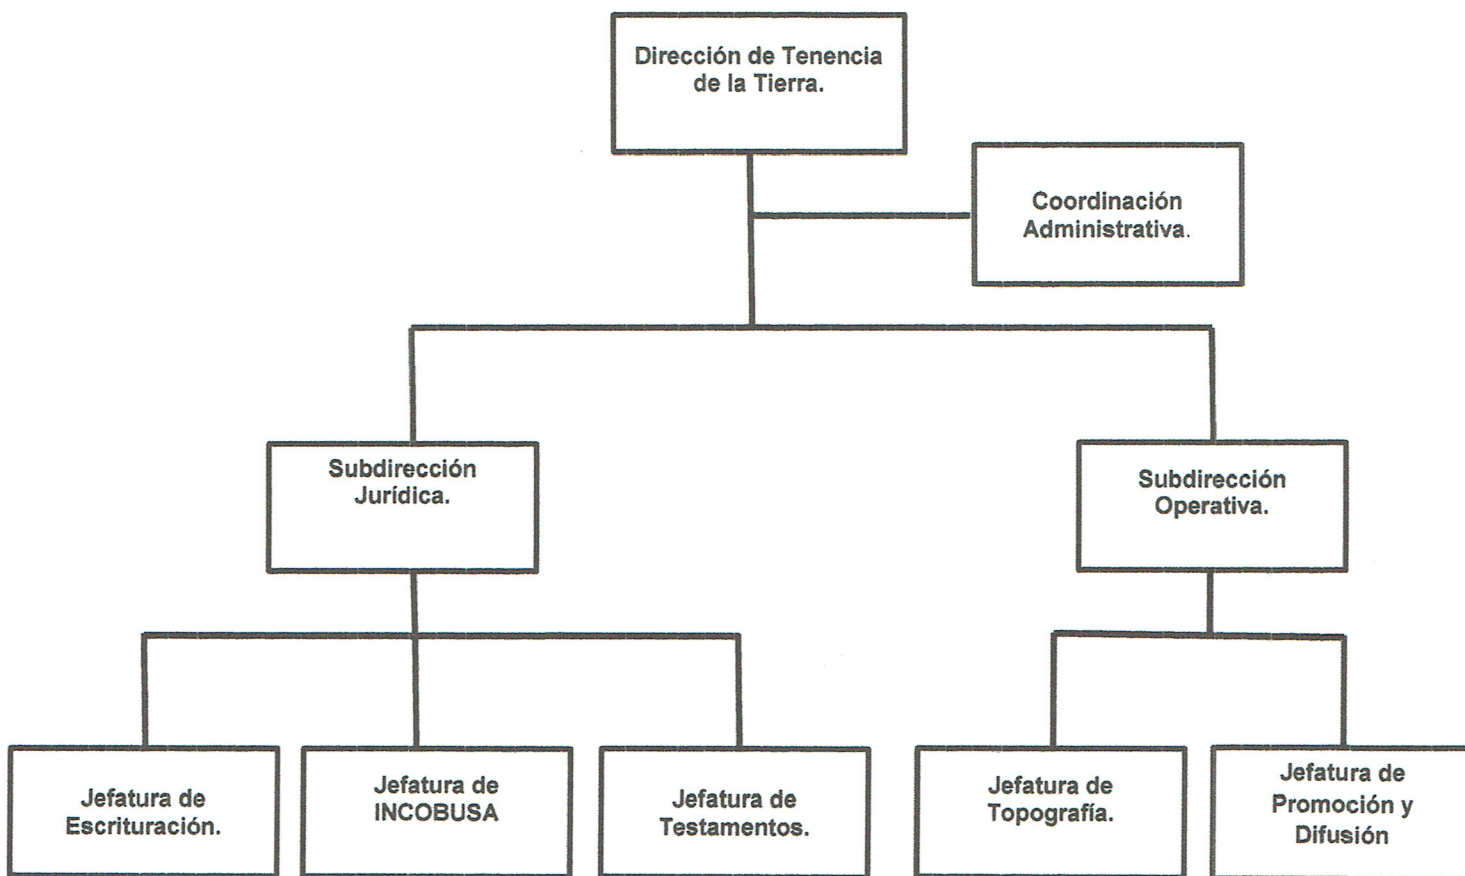 Dirección de Tenencia
de la Tierra.
Coordinación
Administrativa.
Subdirección
Jurídica.
Subdirección
Operativa.
Jefatura de
Escrituración.
Jefatura de
INCOBUSA
Jefatura de
Testamentos.
Jefatura de
Topografía.
Jefatura de
Promoción y
Difusión